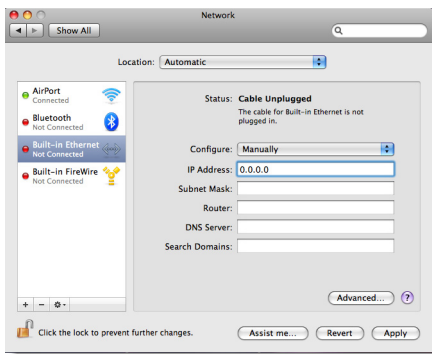 Network
Show All
Location: Automatic
AirPort
Connected
Bluetooth
Not Connected
Built-in Ethernet
Not Connected
Built-in FireWire
Not Connected
Status: Cable Unplugged
The cable for Built-in Ethernet is not
plugged in.
Configure: Manually
IP Address: 0.0.0.0
Subnet Mask:
Router:
DNS Server:
Search Domains:
Advanced... ?
+ −
Click the lock to prevent further changes.
Assist me... Revert Apply